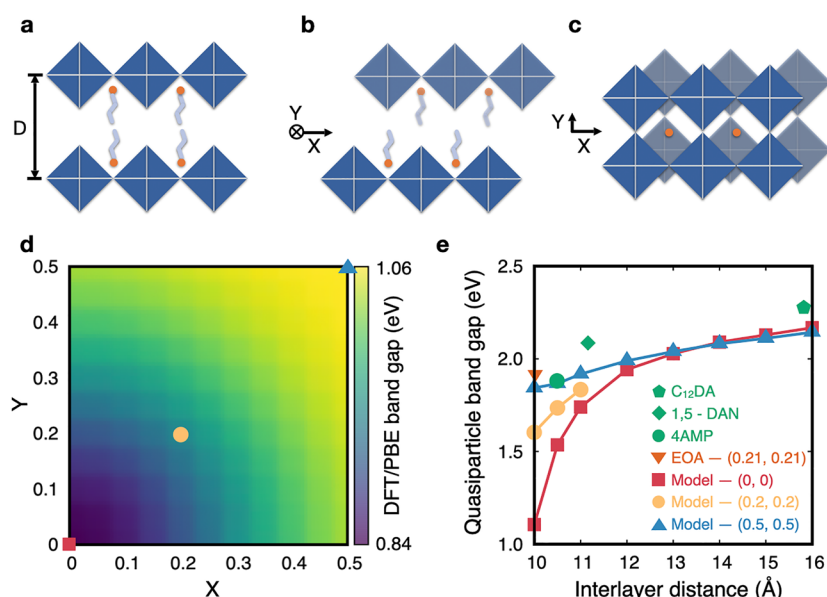 a
D
b
Y
X
c
Y
X
d
0.5
0.4
0.3
0.2
0.1
0
0 0.1 0.2 0.3 0.4 0.5
X
Y
1.06
DFT/PBE band gap (eV)
0.84
e
Quasiparticle band gap (eV)
2.5
2.0
1.5
1.0
C₁₂DA
1,5 - DAN
4AMP
EOA — (0.21, 0.21)
Model — (0, 0)
Model — (0.2, 0.2)
Model — (0.5, 0.5)
10 11 12 13 14 15 16
Interlayer distance (Å)